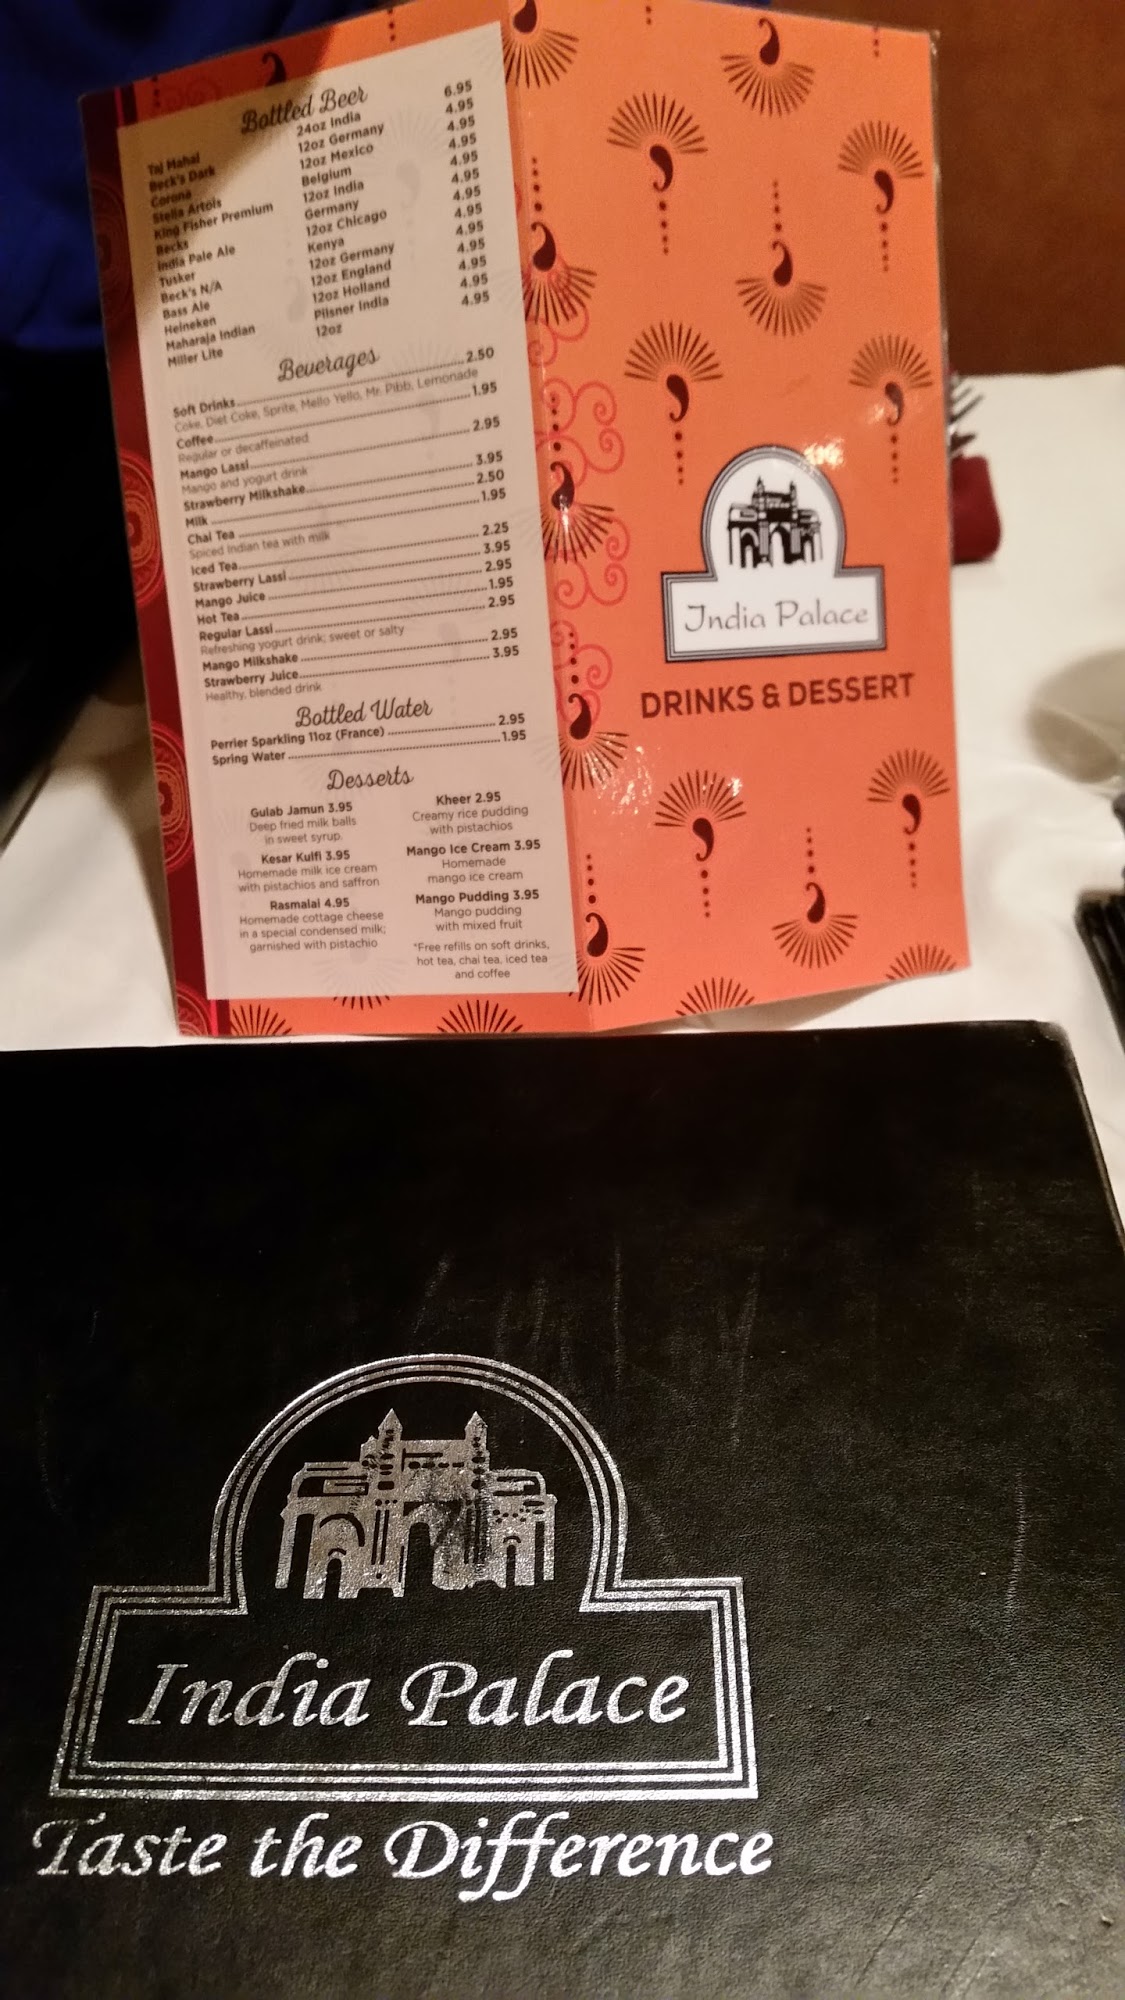 Bottled Beer
Taj Mahal 24oz India 6.95
Beck's Dark 12oz Germany 4.95
Corona 12oz Mexico 4.95
Stella Artois Belgium 4.95
King Fisher Premium 12oz India 4.95
Becks Germany 4.95
India Pale Ale 12oz Chicago 4.95
Tusker Kenya 4.95
Beck's N/A 12oz Germany 4.95
Bass Ale 12oz England 4.95
Heineken 12oz Holland 4.95
Maharaja Indian Pilsner India 4.95
Miller Lite 12oz 4.95
Beverages
Soft Drinks 2.50
Coke, Diet Coke, Sprite, Mello Yello, Mr. Pibb, Lemonade
Coffee 1.95
Regular or decaffeinated
Mango Lassi 2.95
Mango and yogurt drink
Strawberry Milkshake 3.95
Milk 2.50
Chai Tea 1.95
Spiced Indian tea with milk
Iced Tea 2.25
Strawberry Lassi 3.95
Mango Juice 2.95
Hot Tea 1.95
Regular Lassi 2.95
Refreshing yogurt drink; sweet or salty
Mango Milkshake 2.95
Strawberry Juice 3.95
Healthy, blended drink
Bottled Water
Perrier Sparkling 11oz (France) 2.95
Spring Water 1.95
Desserts
Gulab Jamun 3.95
Deep fried milk balls
in sweet syrup.
Kesar Kulfi 3.95
Homemade milk ice cream
with pistachios and saffron
Rasmalai 4.95
Homemade cottage cheese
in a special condensed milk;
garnished with pistachio
Kheer 2.95
Creamy rice pudding
with pistachios
Mango Ice Cream 3.95
Homemade
mango ice cream
Mango Pudding 3.95
Mango pudding
with mixed fruit
*Free refills on soft drinks,
hot tea, chai tea, iced tea
and coffee
India Palace
DRINKS & DESSERT
India Palace
Taste the Difference